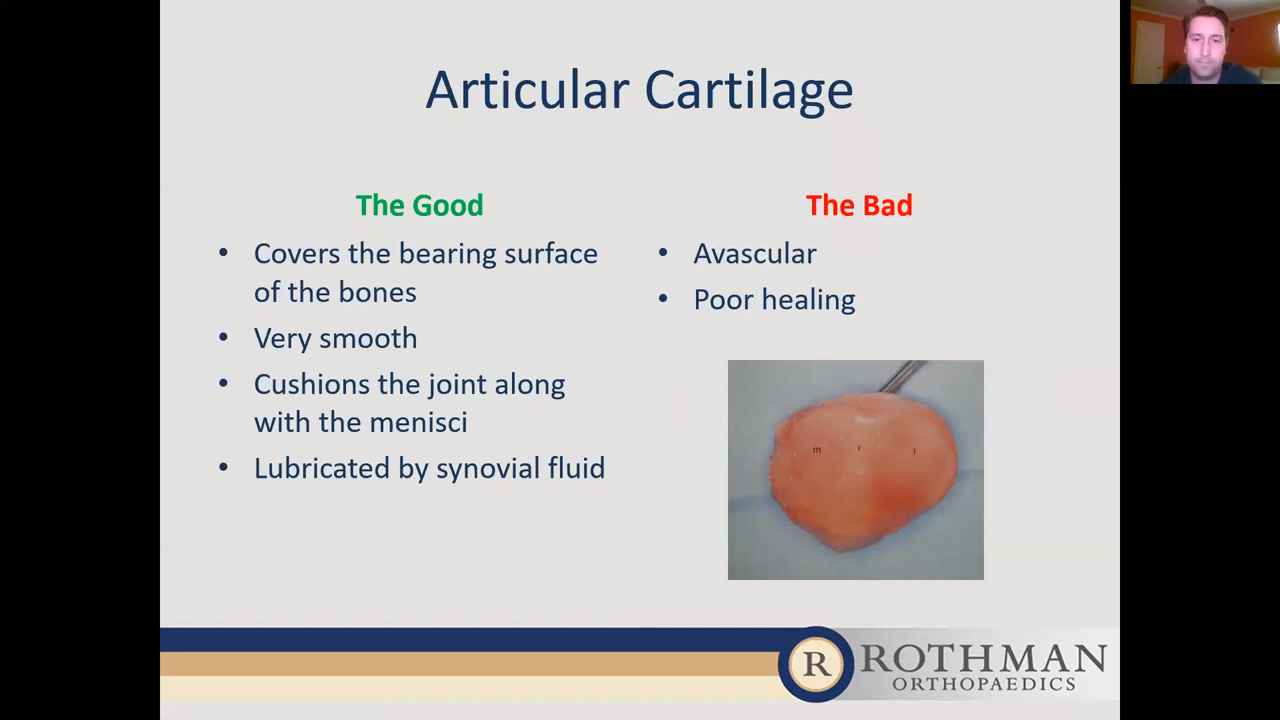 Articular Cartilage
The Good
• Covers the bearing surface
of the bones
• Very smooth
• Cushions the joint along
with the menisci
• Lubricated by synovial fluid
The Bad
• Avascular
• Poor healing
m r l
R ROTHMAN
ORTHOPAEDICS